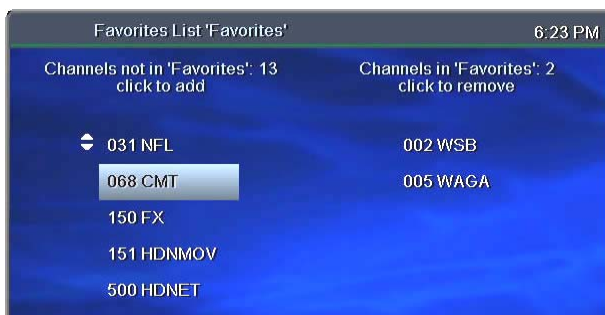 Favorites List 'Favorites'
6:23 PM
Channels not in 'Favorites': 13
click to add
Channels in 'Favorites': 2
click to remove
031 NFL
002 WSB
068 CMT
005 WAGA
150 FX
151 HDNMOV
500 HDNET